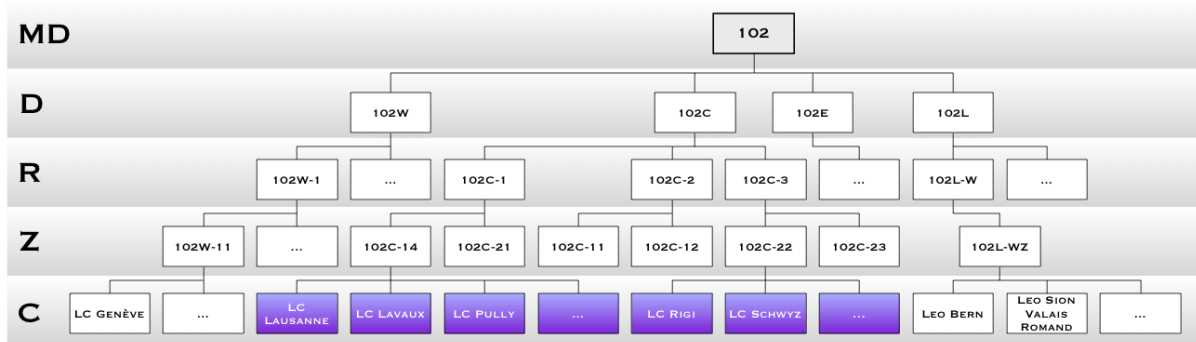 MD
102
D
102W
102C
102E
102L
R
102W-1
...
102C-1
102C-2
102C-3
...
102L-W
...
Z
102W-11
...
102C-14
102C-21
102C-11
102C-12
102C-22
102C-23
102L-WZ
C
LC Genève
...
LC
Lausanne
LC Lavaux
LC Pully
...
LC Rigi
LC Schwyz
...
Leo Bern
Leo Sion
Valais
Romand
...